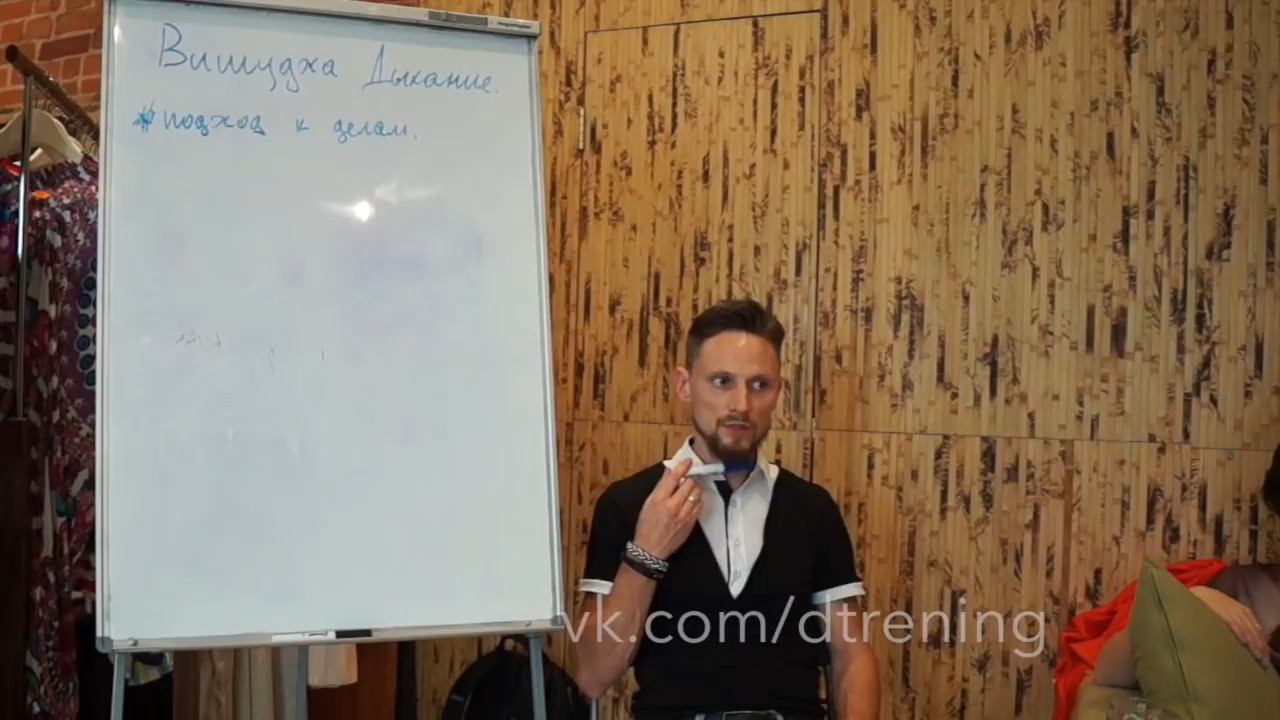 Вишудха Дыхание.
подход к делам.
vk.com/dtrening